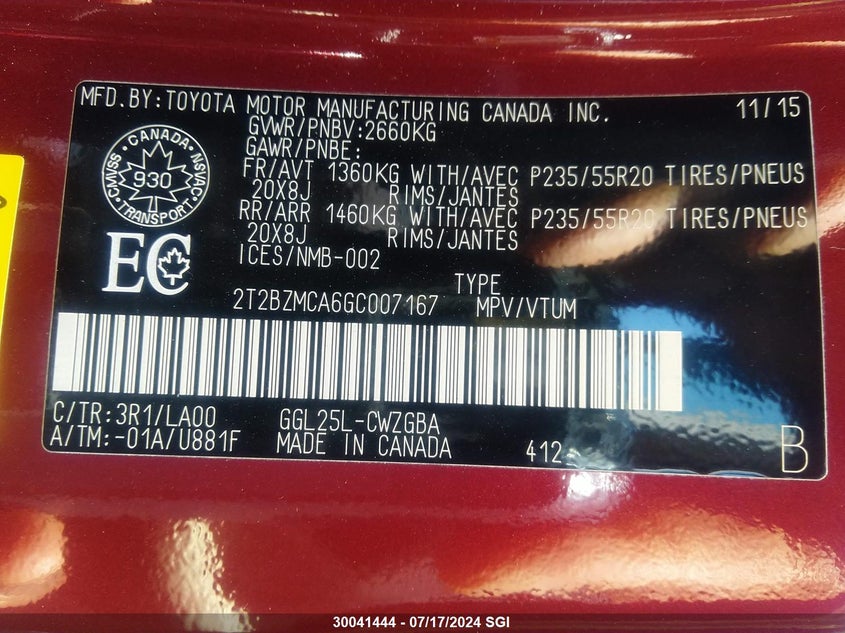 MFD.BY:TOYOTA MOTOR MANUFACTURING CANADA INC. 11/15
GVWR/PNBV:2660KG
GAWR/PNBE:
FR/AVT 1360KG WITH/AVEC P235/55R20 TIRES/PNEUS
20X8J RIMS/JANTES
RR/ARR 1460KG WITH/AVEC P235/55R20 TIRES/PNEUS
20X8J RIMS/JANTES
ICES/NMB-002
CANADA
CMVSS NSVAC
930
TRANSPORT
EC
TYPE
2T2BZMCA6GC007167 MPV/VTUM
C/TR:3R1/LA00 GGL25L-CWZGBA
A/TM:-01A/U881F MADE IN CANADA 412 B
30041444 - 07/17/2024 SGI